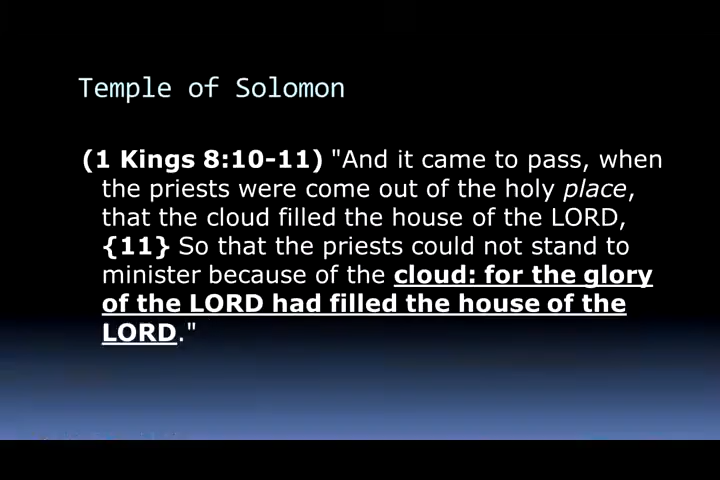 Temple of Solomon
(1 Kings 8:10-11) "And it came to pass, when
the priests were come out of the holy place,
that the cloud filled the house of the LORD,
{11} So that the priests could not stand to
minister because of the cloud: for the glory
of the LORD had filled the house of the
LORD."